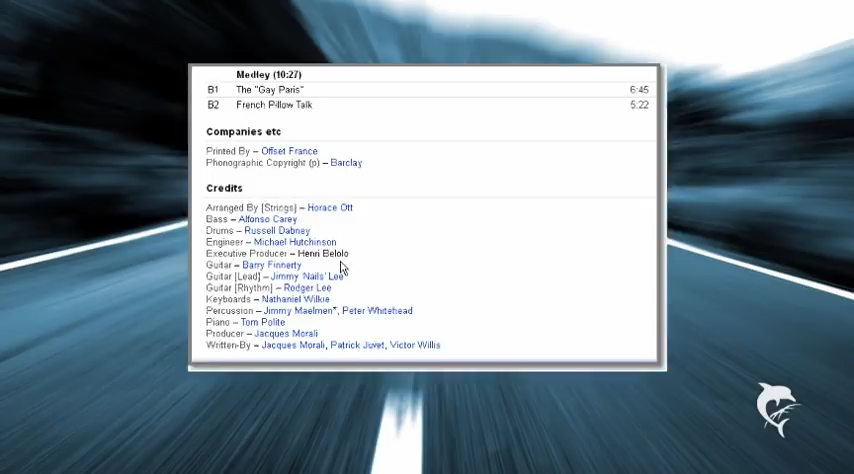 Medley (10:27)
B1 The "Gay Paris" 6:45
B2 French Pillow Talk 5:22
Companies etc
Printed By – Offset France
Phonographic Copyright (p) – Barclay
Credits
Arranged By [Strings] – Horace Ott
Bass – Alfonso Carey
Drums – Russell Dabney
Engineer – Michael Hutchinson
Executive Producer – Henri Belolo
Guitar – Barry Finnerty
Guitar [Lead] – Jimmy 'Nails' Lee
Guitar [Rhythm] – Rodger Lee
Keyboards – Nathaniel Wilkie
Percussion – Jimmy Maelmen*, Peter Whitehead
Piano – Tom Polite
Producer – Jacques Morali
Written-By – Jacques Morali, Patrick Juvet, Victor Willis